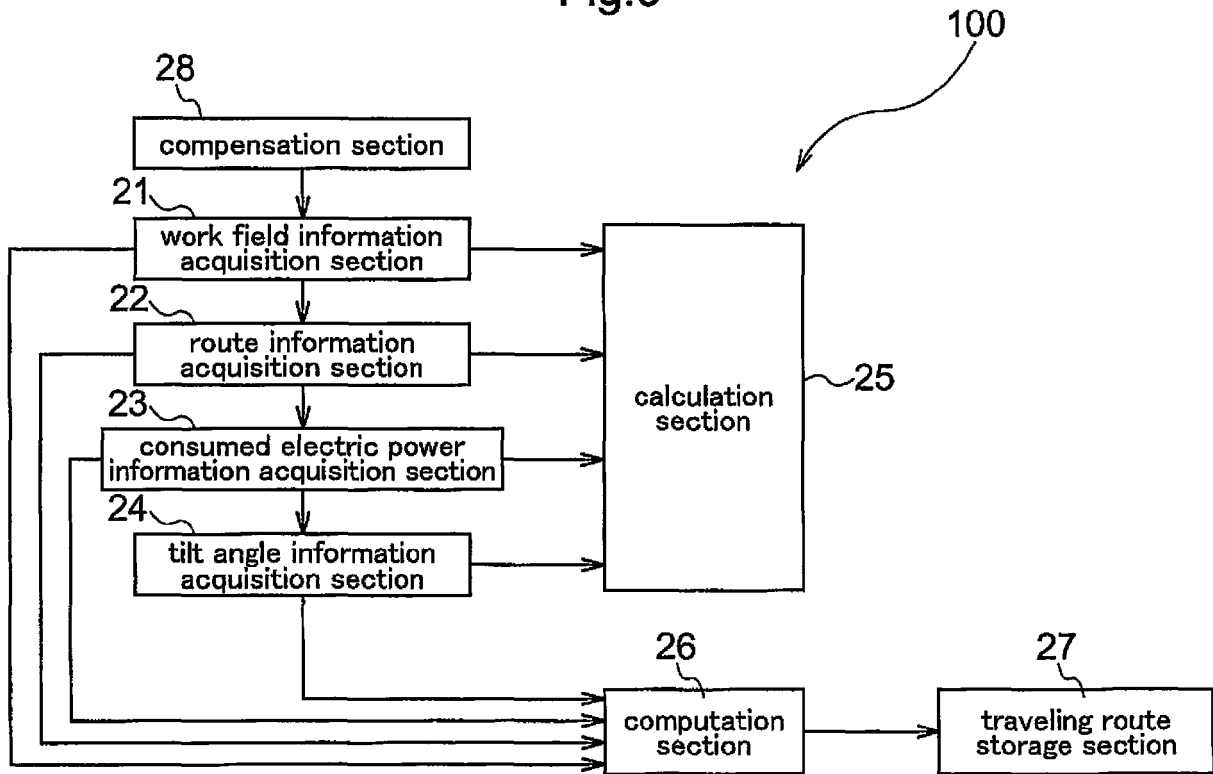 100
28
compensation section
21
work field information
acquisition section
22
route information
acquisition section
25
calculation
section
23
consumed electric power
information acquisition section
24
tilt angle information
acquisition section
26
computation
section
27
traveling route
storage section